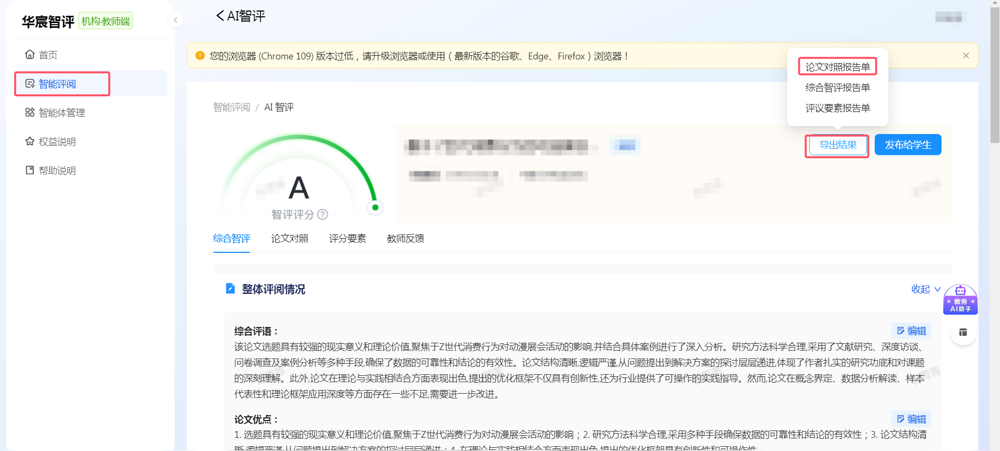 华宸智评 机构·教师端
首页
智能评阅
智能体管理
权益说明
帮助说明
AI智评
您的浏览器 (Chrome 109) 版本过低，请升级浏览器或使用（最新版本的谷歌、Edge、Firefox）浏览器！
论文对照报告单
综合智评报告单
评议要素报告单
智能评阅 / AI 智评
导出结果 发布给学生
A
智评评分
综合智评 论文对照 评分要素 教师反馈
整体评阅情况 收起
教务
AI助手
综合评语： 编辑
该论文选题具有较强的现实意义和理论价值,聚焦于Z世代消费行为对动漫展会活动的影响,并结合具体案例进行了深入分析。研究方法科学合理,采用了文献研究、深度访谈、
问卷调查及案例分析等多种手段,确保了数据的可靠性和结论的有效性。论文结构清晰,逻辑严谨,从问题提出到解决方案的探讨层层递进,体现了作者扎实的研究功底和对课题
的深刻理解。此外,论文在理论与实践相结合方面表现出色,提出的优化框架不仅具有创新性,还为行业提供了可操作的实践指导。然而,论文在概念界定、数据分析解读、样本
代表性和理论框架应用深度等方面存在一些不足,需要进一步改进。
论文优点： 编辑
1. 选题具有较强的现实意义和理论价值,聚焦于Z世代消费行为对动漫展会活动的影响；2. 研究方法科学合理,采用多种手段确保数据的可靠性和结论的有效性；3. 论文结构清
晰,逻辑严谨,从问题提出到解决方案的探讨层层递进；4. 在理论与实践相结合方面表现出色,提出的优化框架具有创新性和可操作性。